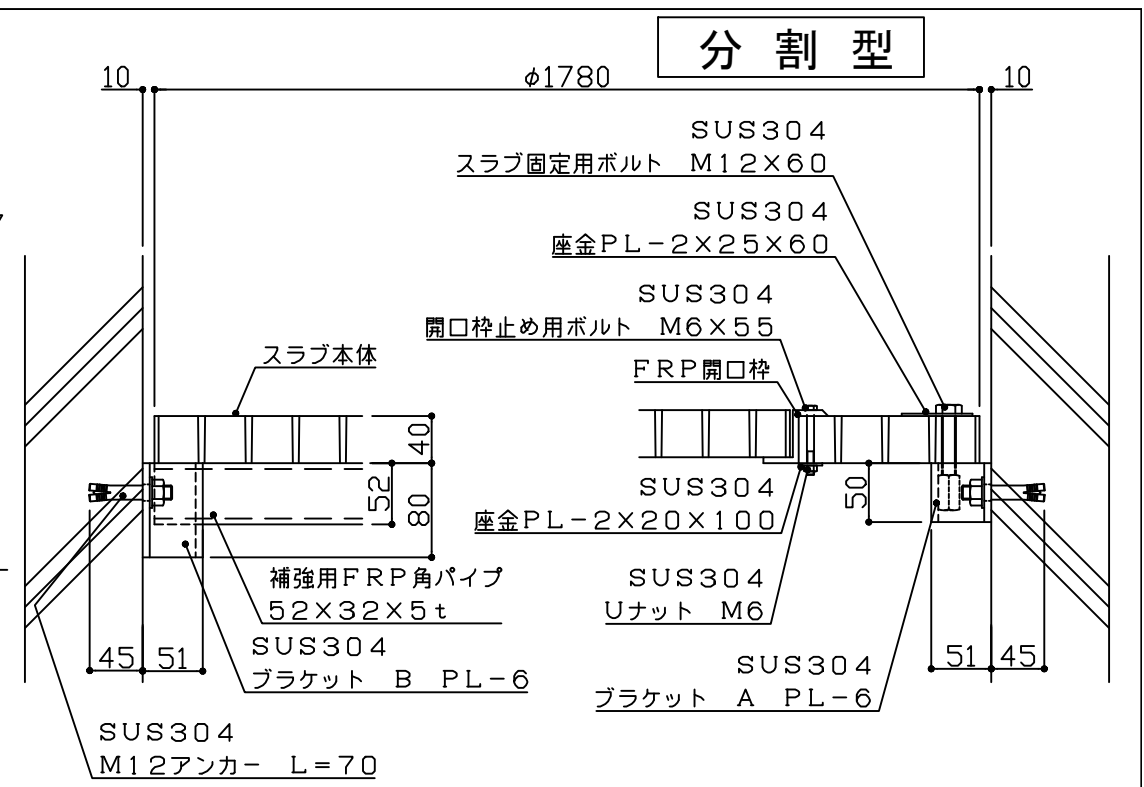 分割型
10
φ1780
10
SUS304
スラブ固定用ボルト M12×60
SUS304
座金PL-2×25×60
SUS304
開口枠止め用ボルト M6×55
FRP開口枠
スラブ本体
40
52
80
50
SUS304
座金PL-2×20×100
補強用FRP角パイプ
52×32×5t
SUS304
Uナット M6
SUS304
ブラケット B PL-6
45
51
SUS304
ブラケット A PL-6
51
45
SUS304
M12アンカー L=70